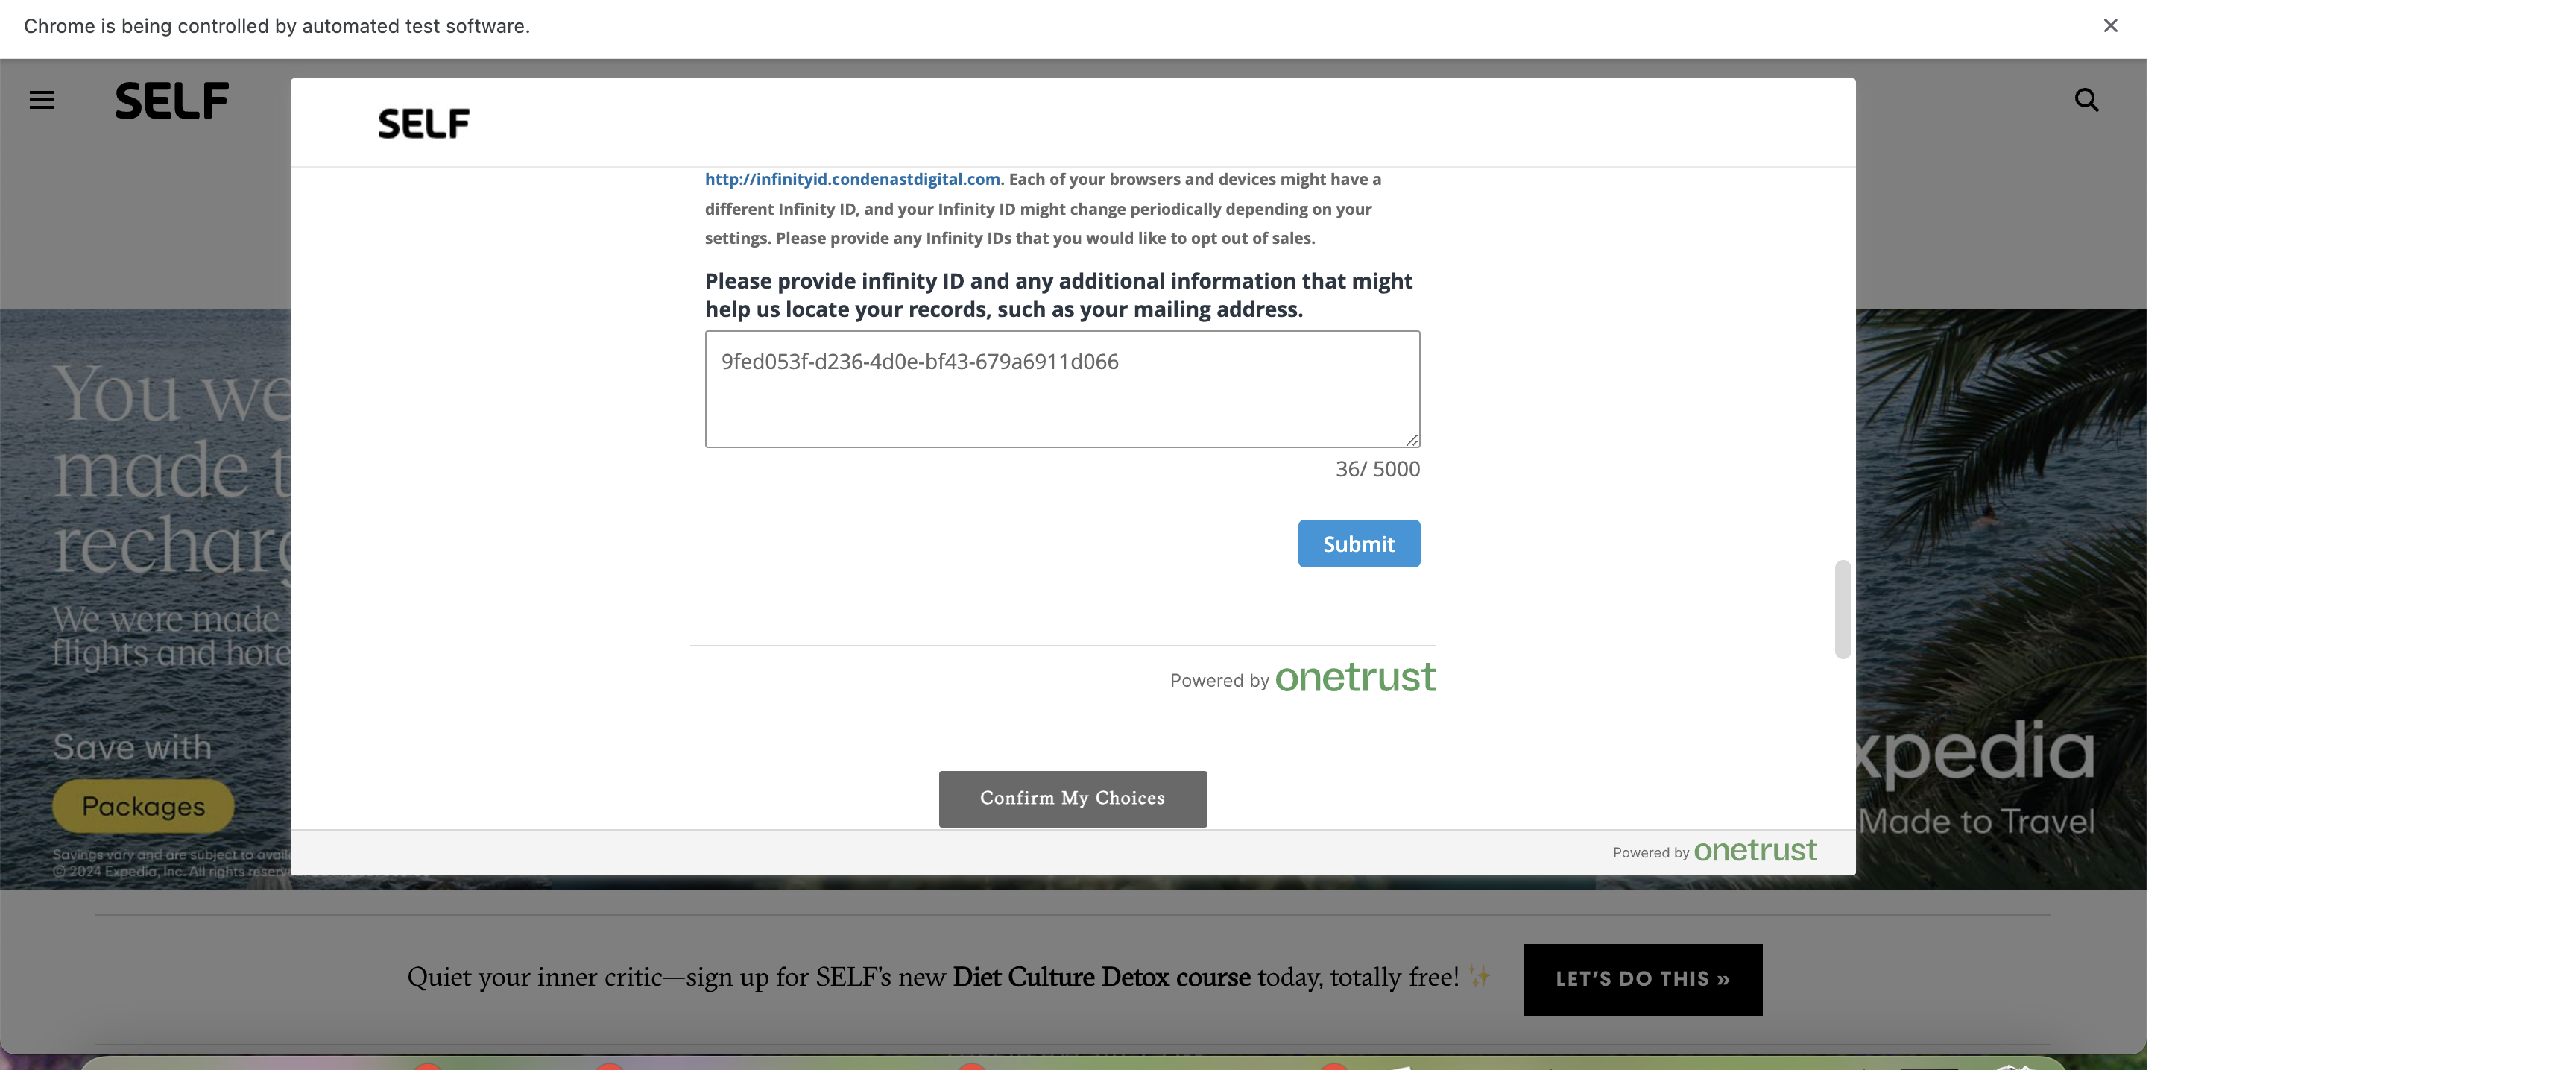 Chrome is being controlled by automated test software.
SELF
SELF
http://infinityid.condenastdigital.com. Each of your browsers and devices might have a
different Infinity ID, and your Infinity ID might change periodically depending on your
settings. Please provide any Infinity IDs that you would like to opt out of sales.
Please provide infinity ID and any additional information that might
help us locate your records, such as your mailing address.
9fed053f-d236-4d0e-bf43-679a6911d066
36/ 5000
Submit
Powered by onetrust
Confirm My Choices
Powered by onetrust
You we
made t
recharg
We were made
flights and hote
Save with
Packages
Savings vary and are subject to avail
© 2024 Expedia, Inc. All rights reserv
xpedia
Made to Travel
Quiet your inner critic—sign up for SELF's new Diet Culture Detox course today, totally free! ✨
LET'S DO THIS »